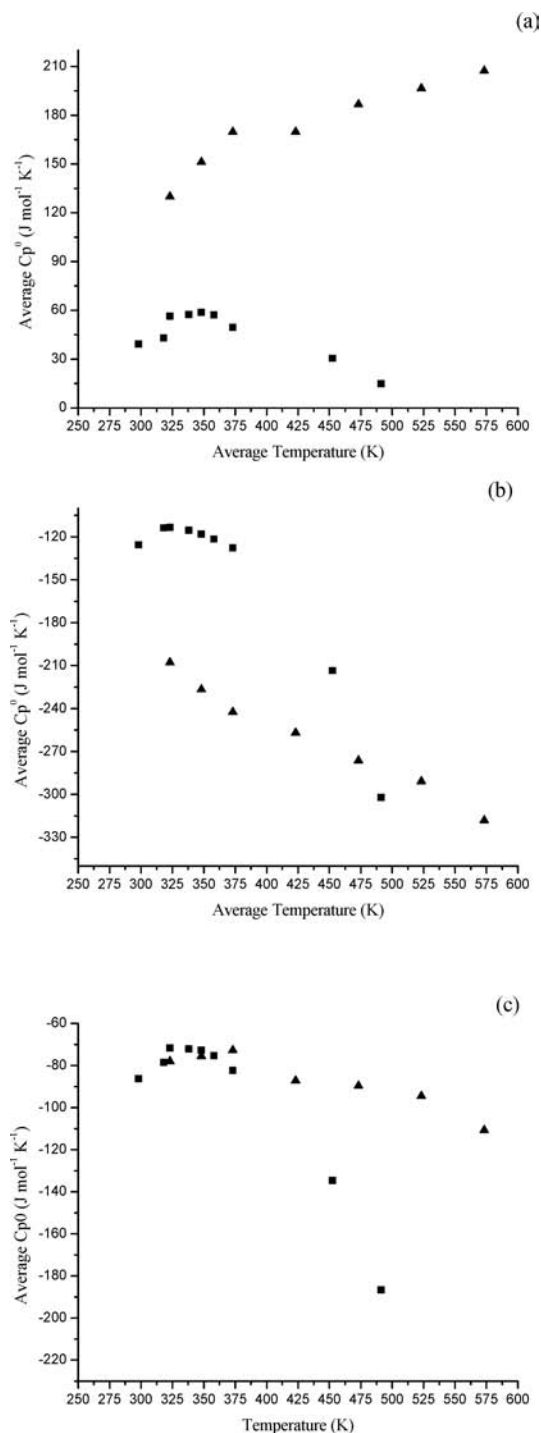 (a)
Average Cp⁰ (J mol⁻¹ K⁻¹)
210
180
150
120
90
60
30
0
250 275 300 325 350 375 400 425 450 475 500 525 550 575 600
Average Temperature (K)
(b)
Average Cp⁰ (J mol⁻¹ K⁻¹)
-120
-150
-180
-210
-240
-270
-300
-330
250 275 300 325 350 375 400 425 450 475 500 525 550 575 600
Average Temperature (K)
(c)
Average Cp0 (J mol⁻¹ K⁻¹)
-60
-80
-100
-120
-140
-160
-180
-200
-220
250 275 300 325 350 375 400 425 450 475 500 525 550 575 600
Temperature (K)